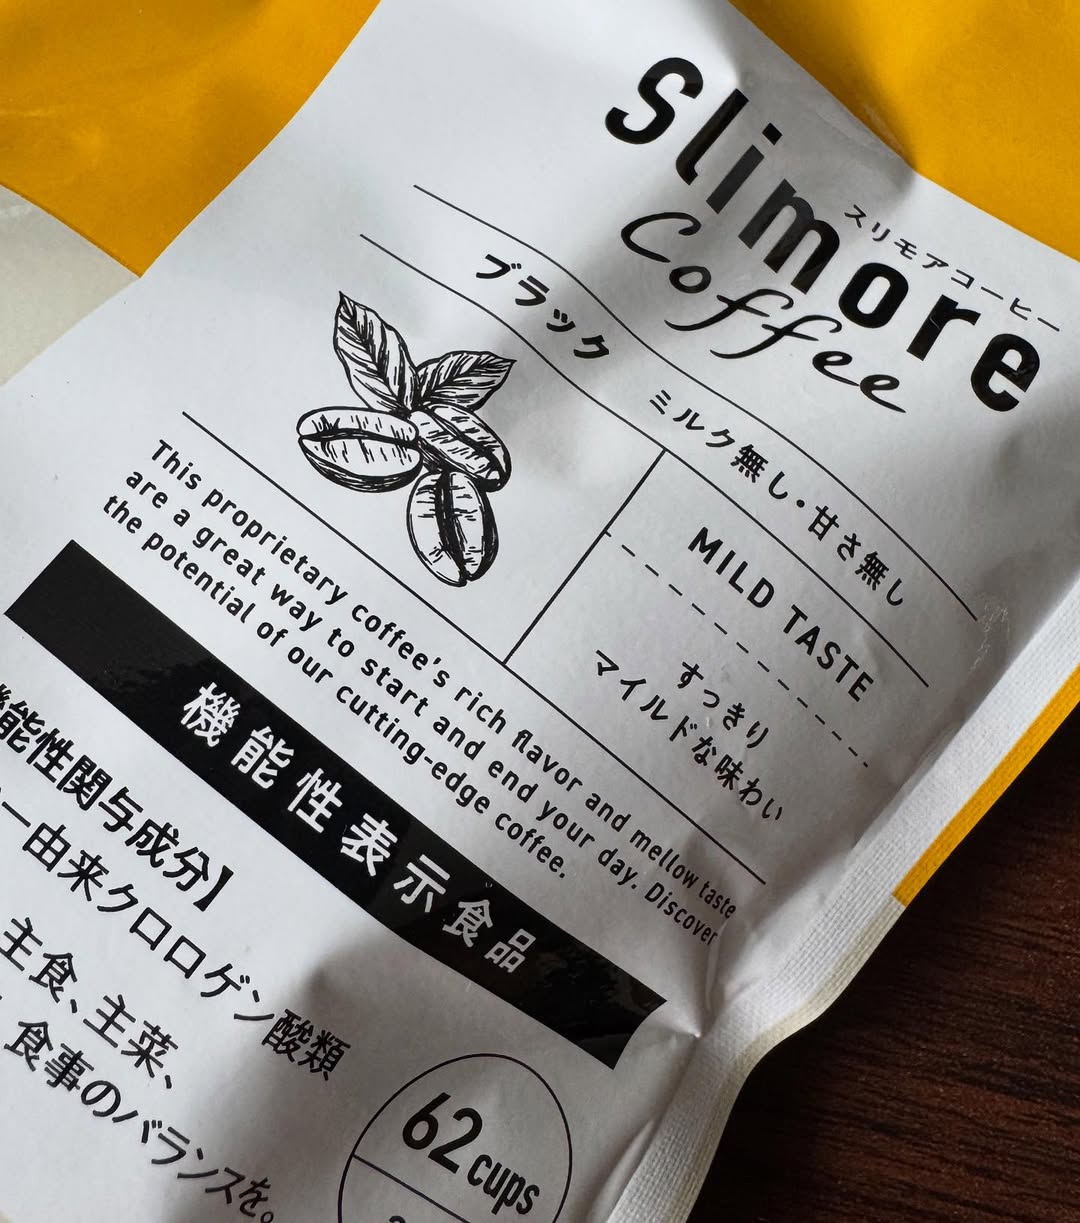 Slimore
スリモアコーヒー
Coffee
ブラック
ミルク無し・甘さ無し
MILD TASTE
すっきり
マイルドな味わい
This proprietary coffee's rich flavor and mellow taste
are a great way to start and end your day. Discover
the potential of our cutting-edge coffee.
機能性表示食品
機能性関与成分】
ー由来クロロゲン酸類
主食、主菜、
食事のバランスを。
62 cups